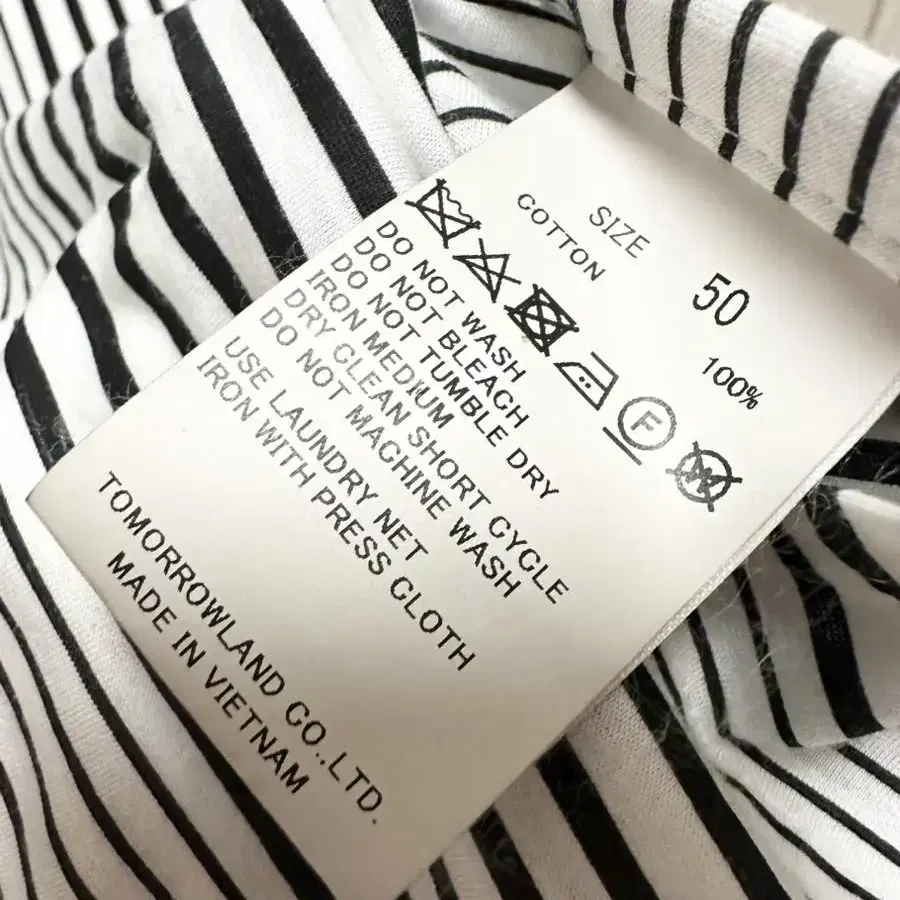 SIZE 50
COTTON 100%
F
W
DO NOT WASH
DO NOT BLEACH
DO NOT TUMBLE DRY
IRON MEDIUM
DRY CLEAN SHORT CYCLE
DO NOT MACHINE WASH
USE LAUNDRY NET
IRON WITH PRESS CLOTH
TOMORROWLAND CO.,LTD.
MADE IN VIETNAM